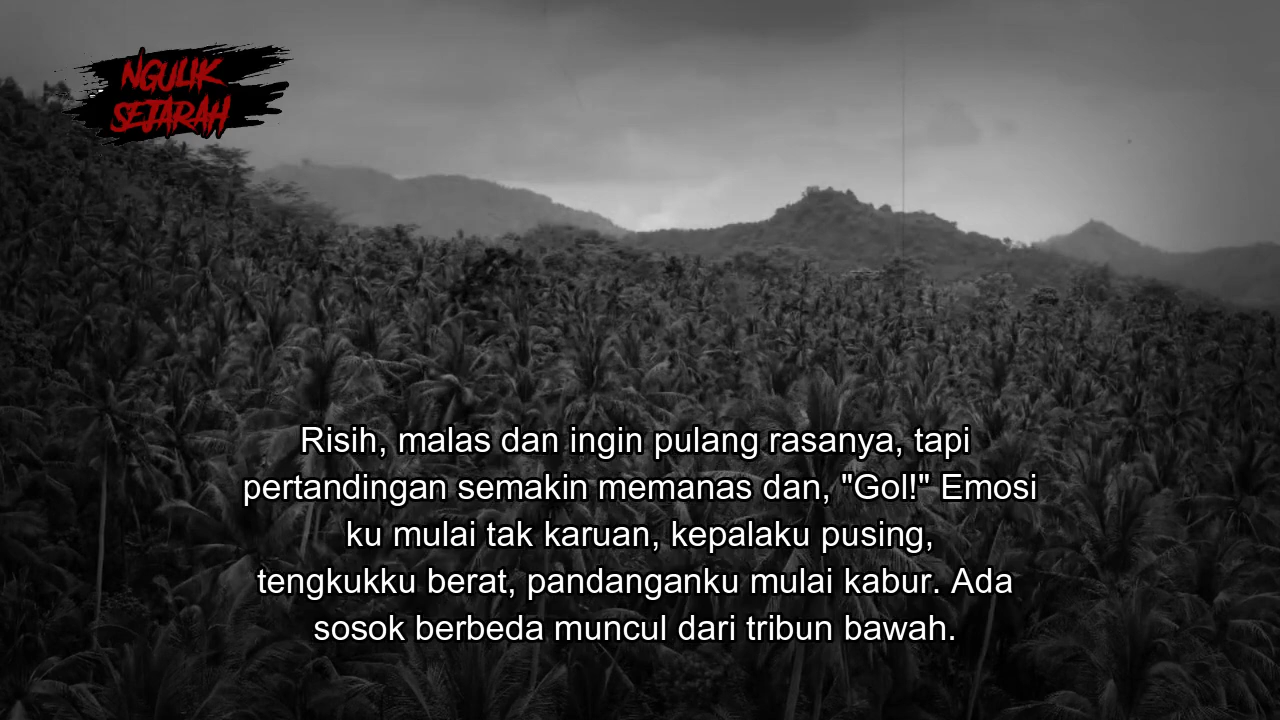 NGULIK
SEJARAH
Risih, malas dan ingin pulang rasanya, tapi
pertandingan semakin memanas dan, "Gol!" Emosi
ku mulai tak karuan, kepalaku pusing,
tengkukku berat, pandanganku mulai kabur. Ada
sosok berbeda muncul dari tribun bawah.